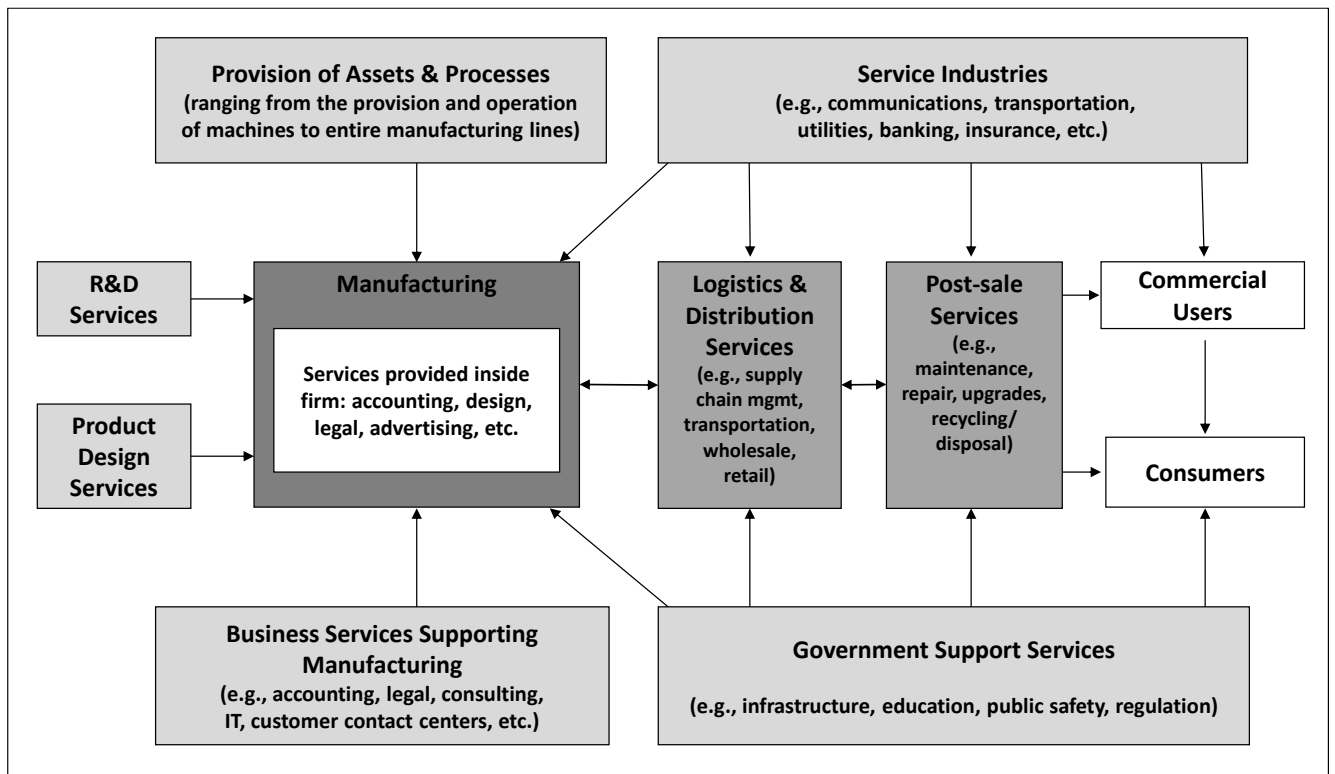 Provision of Assets & Processes
(ranging from the provision and operation
of machines to entire manufacturing lines)
Service Industries
(e.g., communications, transportation,
utilities, banking, insurance, etc.)
R&D
Services
Product
Design
Services
Manufacturing
Services provided inside
firm: accounting, design,
legal, advertising, etc.
Logistics &
Distribution
Services
(e.g., supply
chain mgmt,
transportation,
wholesale,
retail)
Post-sale
Services
(e.g.,
maintenance,
repair, upgrades,
recycling/
disposal)
Commercial
Users
Consumers
Business Services Supporting
Manufacturing
(e.g., accounting, legal, consulting,
IT, customer contact centers, etc.)
Government Support Services
(e.g., infrastructure, education, public safety, regulation)